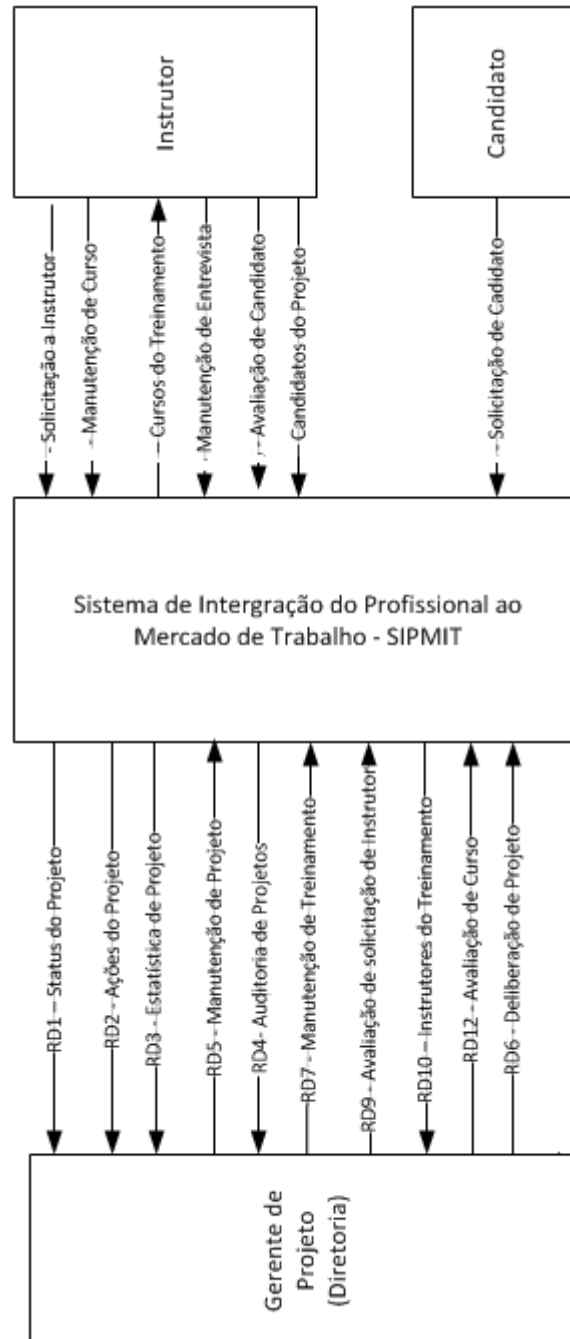 Instrutor
Candidato
- Solicitação a Instrutor
- Manutenção de Curso
Cursos do Treinamento
Manutenção de Entrevista
Avaliação de Candidato
Candidatos do Projeto
- Solicitação de Cadidato
Sistema de Intergração do Profissional ao
Mercado de Trabalho - SIPMIT
RD1 – Status do Projeto
RD2 - Ações do Projeto
RD3 - Estatística de Projeto
RD5 - Manutenção de Projeto
RD4- Auditoria de Projetos
RD7 - Manutenção de Treinamento
RD9 - Avaliação de solicitação de Instrutor
RD10 – Instrutores do Treinamento
RD12 - Avaliação de Curso
RD6 - Deliberação de Projeto
Gerente de
Projeto
(Diretoria)